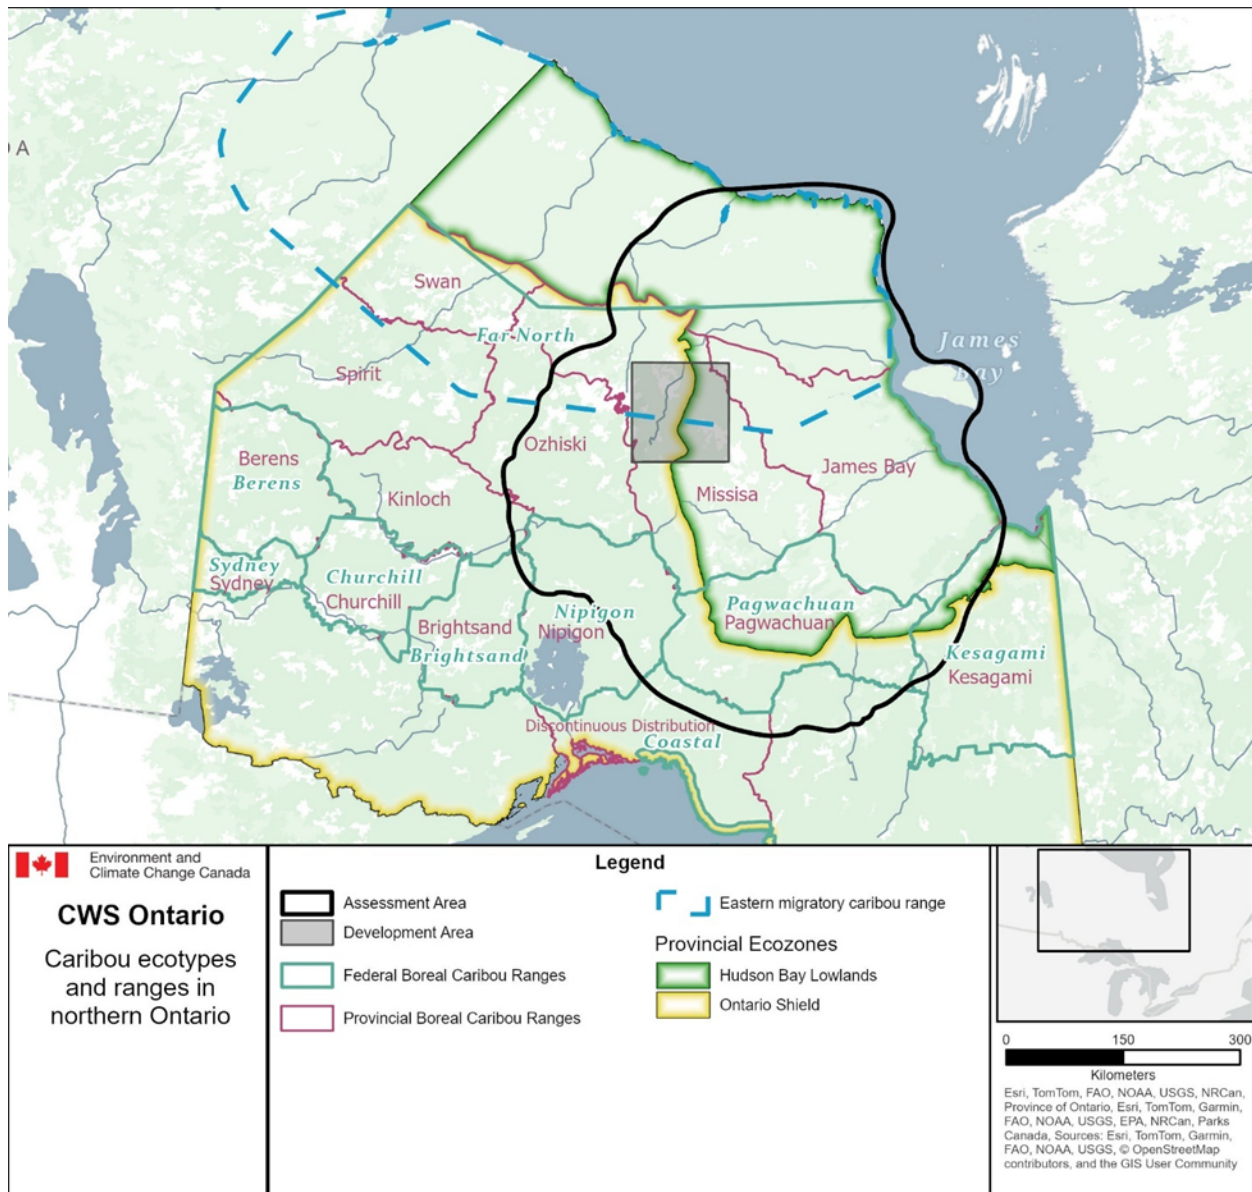 D A
James
Bay
Swan
Far North
Spirit
Ozhiski
Berens
Berens
Kinloch
Missisa
James Bay
Sydney
Sydney
Churchill
Churchill
Brightsand
Brightsand
Nipigon
Nipigon
Pagwachuan
Pagwachuan
Kesagami
Kesagami
Discontinuous Distribution
Coastal
Environment and
Climate Change Canada
CWS Ontario
Caribou ecotypes
and ranges in
northern Ontario
Legend
Assessment Area
Development Area
Federal Boreal Caribou Ranges
Provincial Boreal Caribou Ranges
Eastern migratory caribou range
Provincial Ecozones
Hudson Bay Lowlands
Ontario Shield
0 150 300
Kilometers
Esri, TomTom, FAO, NOAA, USGS, NRCan,
Province of Ontario, Esri, TomTom, Garmin,
FAO, NOAA, USGS, EPA, NRCan, Parks
Canada, Sources: Esri, TomTom, Garmin,
FAO, NOAA, USGS, © OpenStreetMap
contributors, and the GIS User Community